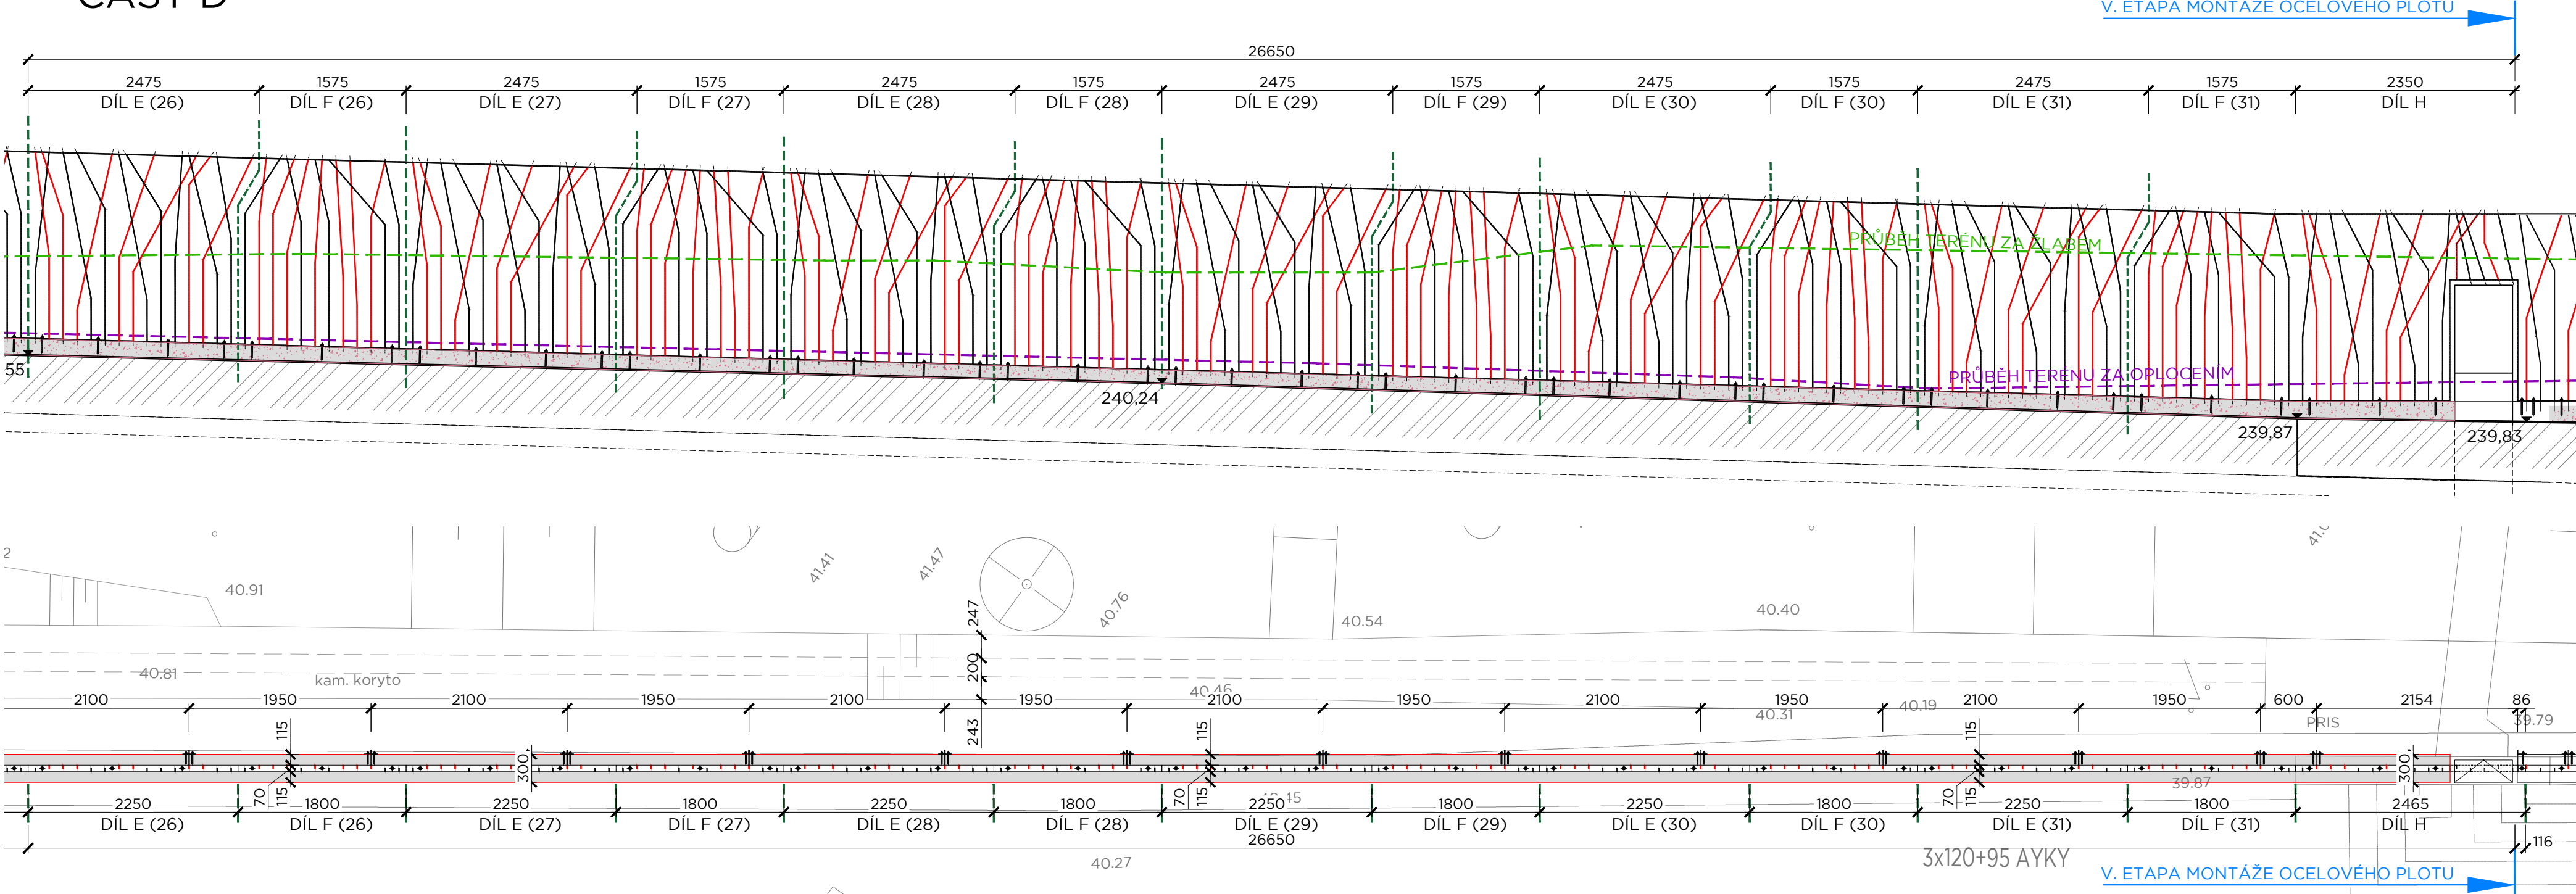 ČÁST D
V. ETAPA MONTÁŽE OCELOVÉHO PLOTU
26650
2475 1575 2475 1575 2475 1575 2475 1575 2475 1575 2475 1575 2350
DÍL E (26) DÍL F (26) DÍL E (27) DÍL F (27) DÍL E (28) DÍL F (28) DÍL E (29) DÍL F (29) DÍL E (30) DÍL F (30) DÍL E (31) DÍL F (31) DÍL H
PRŮBĚH TERÉNU ZA ŽLABEM
PRŮBĚH TERÉNU ZA OPLOCENÍM
55
240,24
239,87
239,83
2
40.91
41.41
41.47
40.76
40.54
40.40
247
200
243
40.81
kam. koryto
40.46
40.31
40.19
2100 1950 2100 1950 2100 1950 2100 1950 2100 1950 2100 1950 600 2154 86
PRIS
39.79
115 300 115 115 300
70 115 70 115 70 115
39.87
2250 1800 2250 1800 2250 1800 2250 1800 2250 1800 2250 1800 2465
DÍL E (26) DÍL F (26) DÍL E (27) DÍL F (27) DÍL E (28) DÍL F (28) DÍL E (29) DÍL F (29) DÍL E (30) DÍL F (30) DÍL E (31) DÍL F (31) DÍL H
26650
116
40.27
3x120+95 AYKY
V. ETAPA MONTÁŽE OCELOVÉHO PLOTU